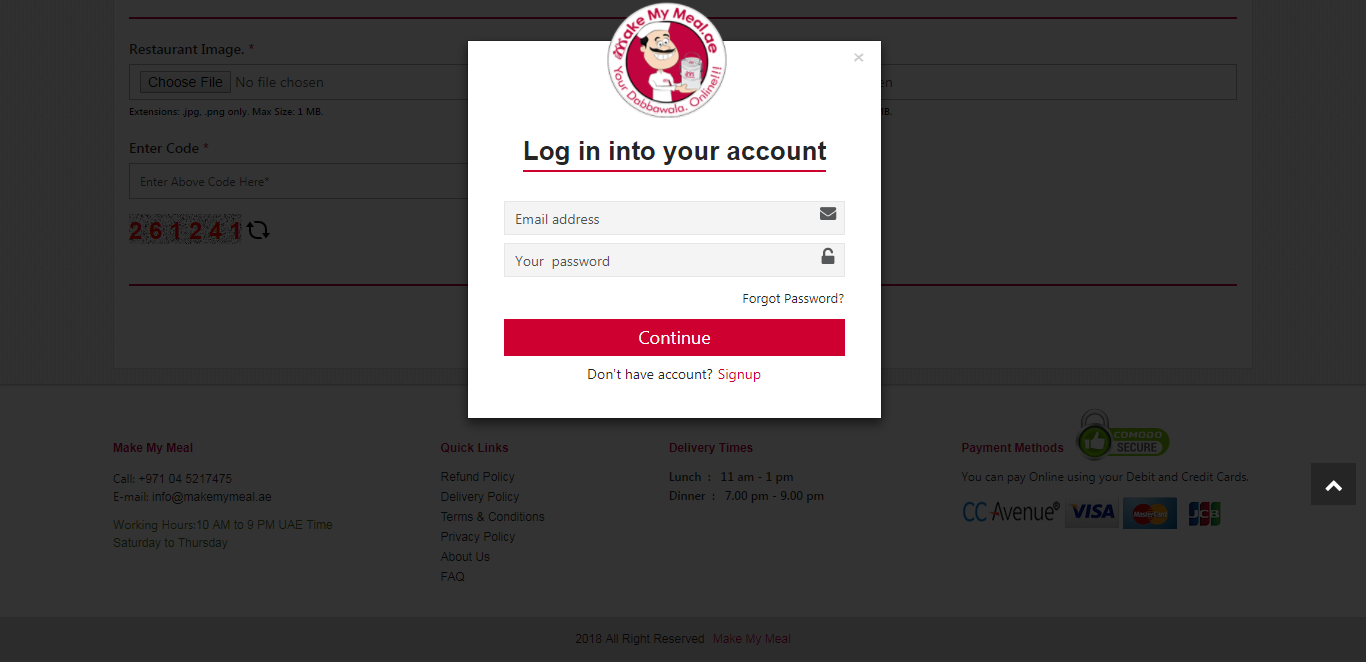 Make My Meal.ae
Your Dabbawala. Online!!!
×
Log in into your account
Email address
Your password
Forgot Password?
Continue
Don't have account? Signup
Restaurant Image. *
Choose File No file chosen
Extensions: .jpg, .png only. Max Size: 1 MB.
Enter Code *
Enter Above Code Here*
261241
Make My Meal
Call: +971 04 5217475
E-mail: info@makemymeal.ae
Working Hours:10 AM to 9 PM UAE Time
Saturday to Thursday
Quick Links
Refund Policy
Delivery Policy
Terms & Conditions
Privacy Policy
About Us
FAQ
Delivery Times
Lunch : 11 am - 1 pm
Dinner : 7.00 pm - 9.00 pm
Payment Methods
COMODO
SECURE
You can pay Online using your Debit and Credit Cards.
CC Avenue® VISA MasterCard JCB
2018 All Right Reserved Make My Meal